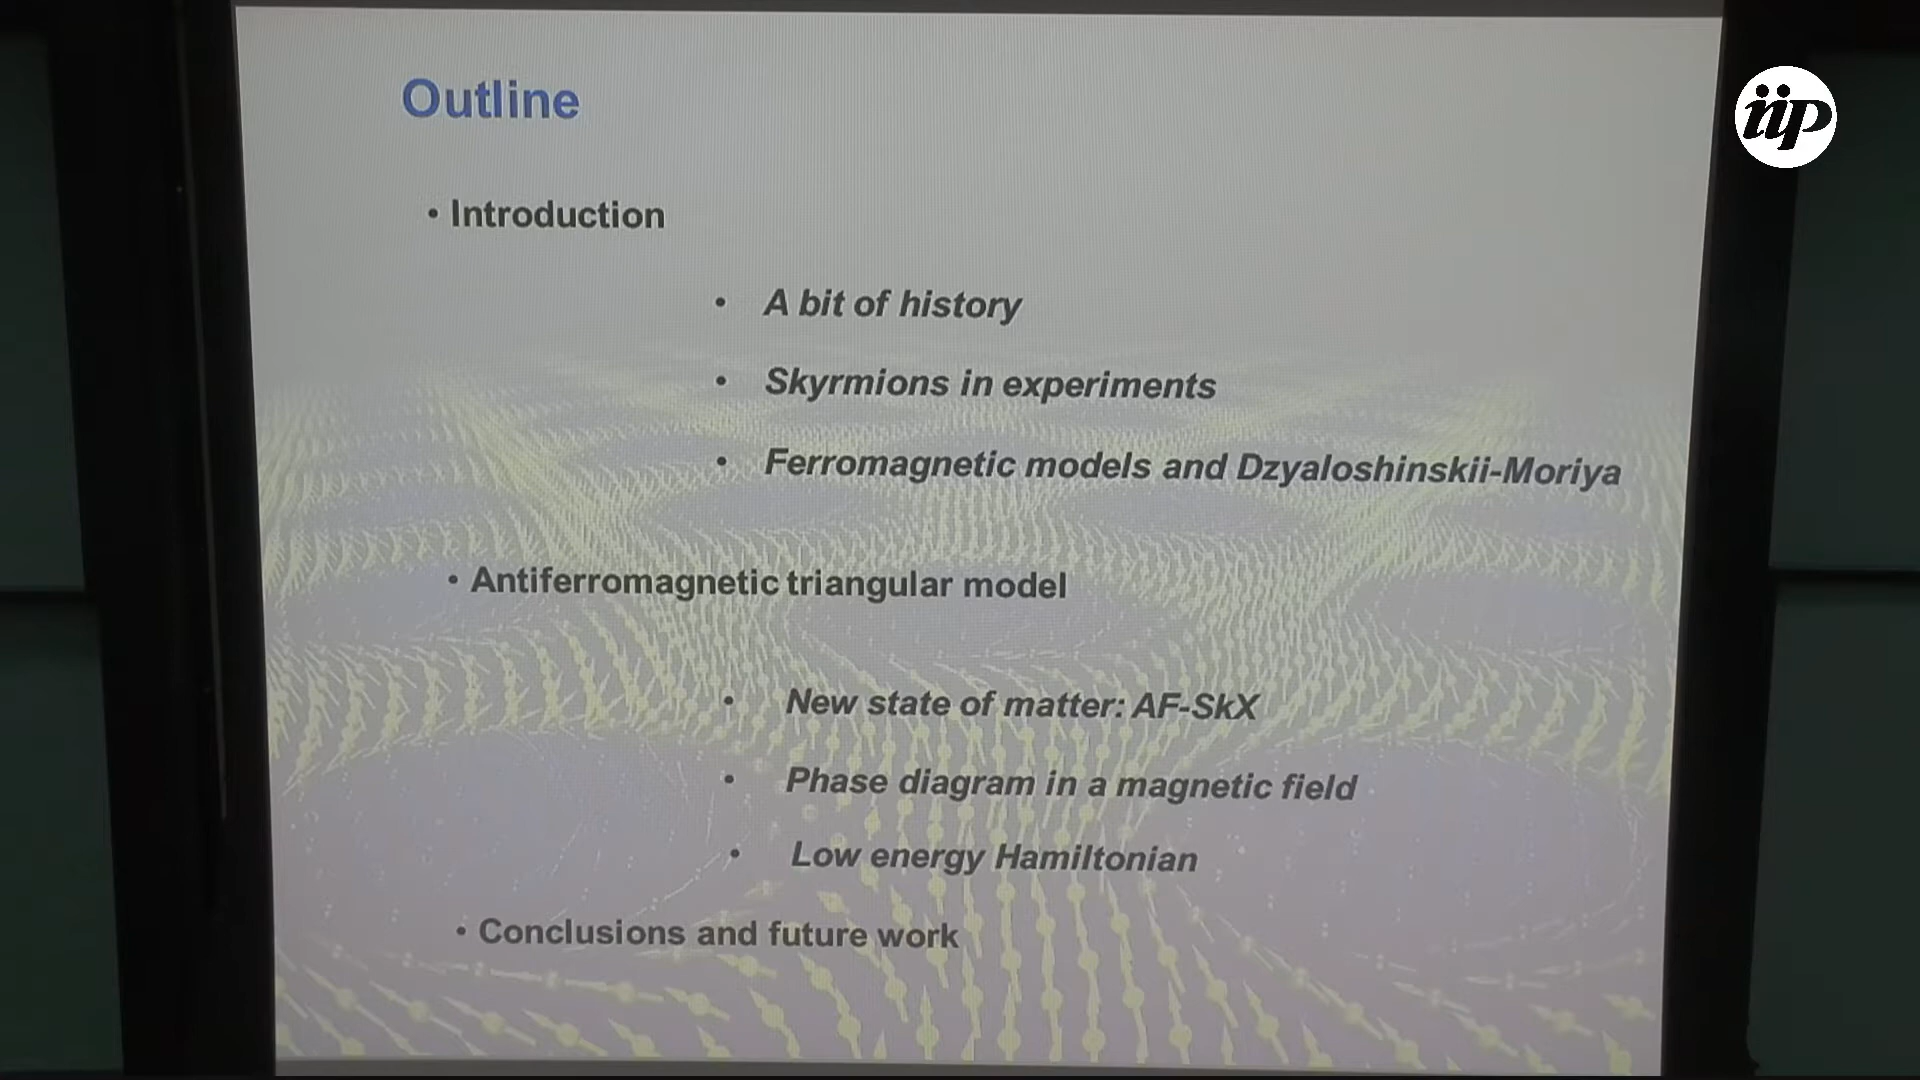 Outline
iip
• Introduction
• A bit of history
• Skyrmions in experiments
• Ferromagnetic models and Dzyaloshinskii-Moriya
• Antiferromagnetic triangular model
• New state of matter: AF-SkX
• Phase diagram in a magnetic field
• Low energy Hamiltonian
• Conclusions and future work